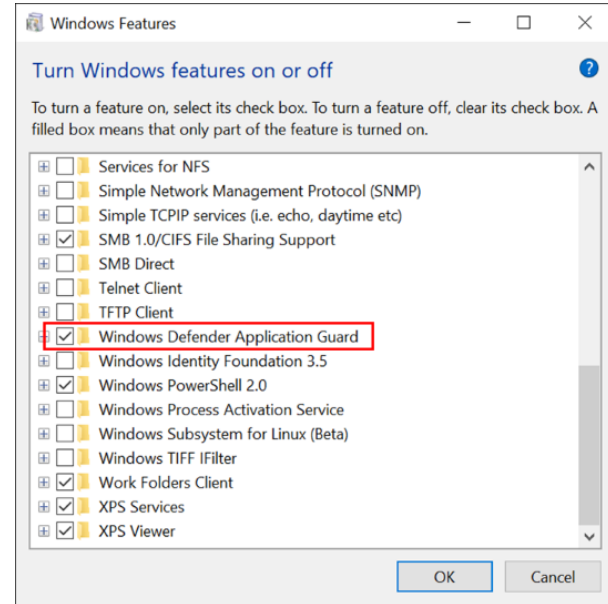 Windows Features
Turn Windows features on or off
To turn a feature on, select its check box. To turn a feature off, clear its check box. A
filled box means that only part of the feature is turned on.
Services for NFS
Simple Network Management Protocol (SNMP)
Simple TCPIP services (i.e. echo, daytime etc)
SMB 1.0/CIFS File Sharing Support
SMB Direct
Telnet Client
TFTP Client
Windows Defender Application Guard
Windows Identity Foundation 3.5
Windows PowerShell 2.0
Windows Process Activation Service
Windows Subsystem for Linux (Beta)
Windows TIFF IFilter
Work Folders Client
XPS Services
XPS Viewer
OK Cancel